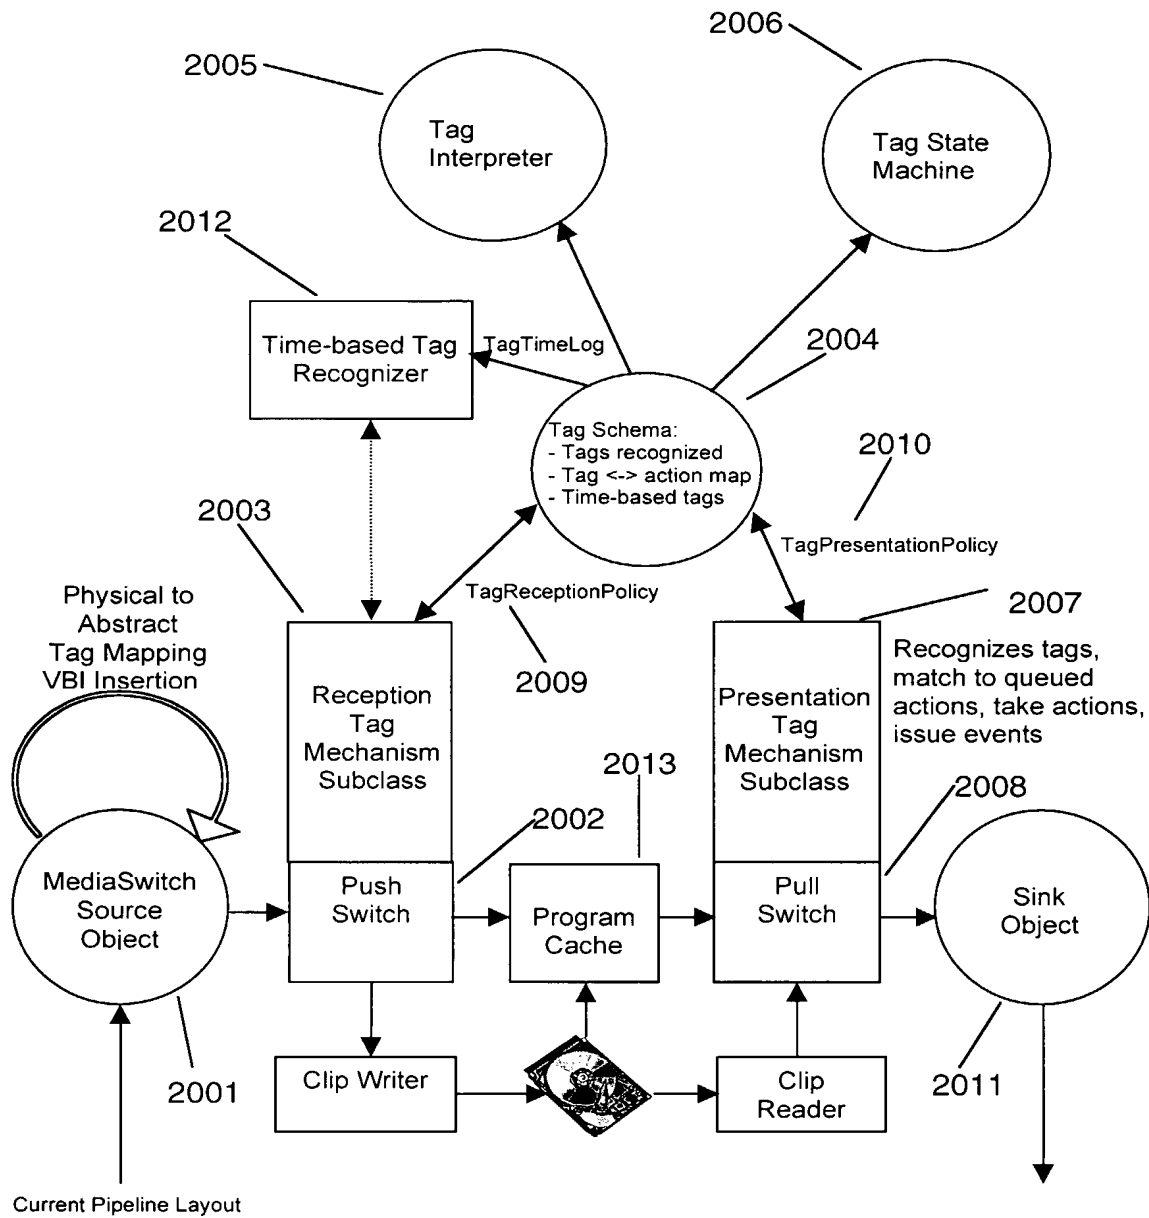 2006
2005
Tag
Interpreter
Tag State
Machine
2012
2004
Time-based Tag
Recognizer
TagTimeLog
Tag Schema:
- Tags recognized
- Tag <-> action map
- Time-based tags
2010
2003
TagPresentationPolicy
TagReceptionPolicy
Physical to
Abstract
Tag Mapping
VBI Insertion
2007
2009
Recognizes tags,
match to queued
actions, take actions,
issue events
Reception
Tag
Mechanism
Subclass
Presentation
Tag
Mechanism
Subclass
2013
2008
2002
MediaSwitch
Source
Object
Push
Switch
Program
Cache
Pull
Switch
Sink
Object
2001
Clip Writer
Clip
Reader
2011
Current Pipeline Layout